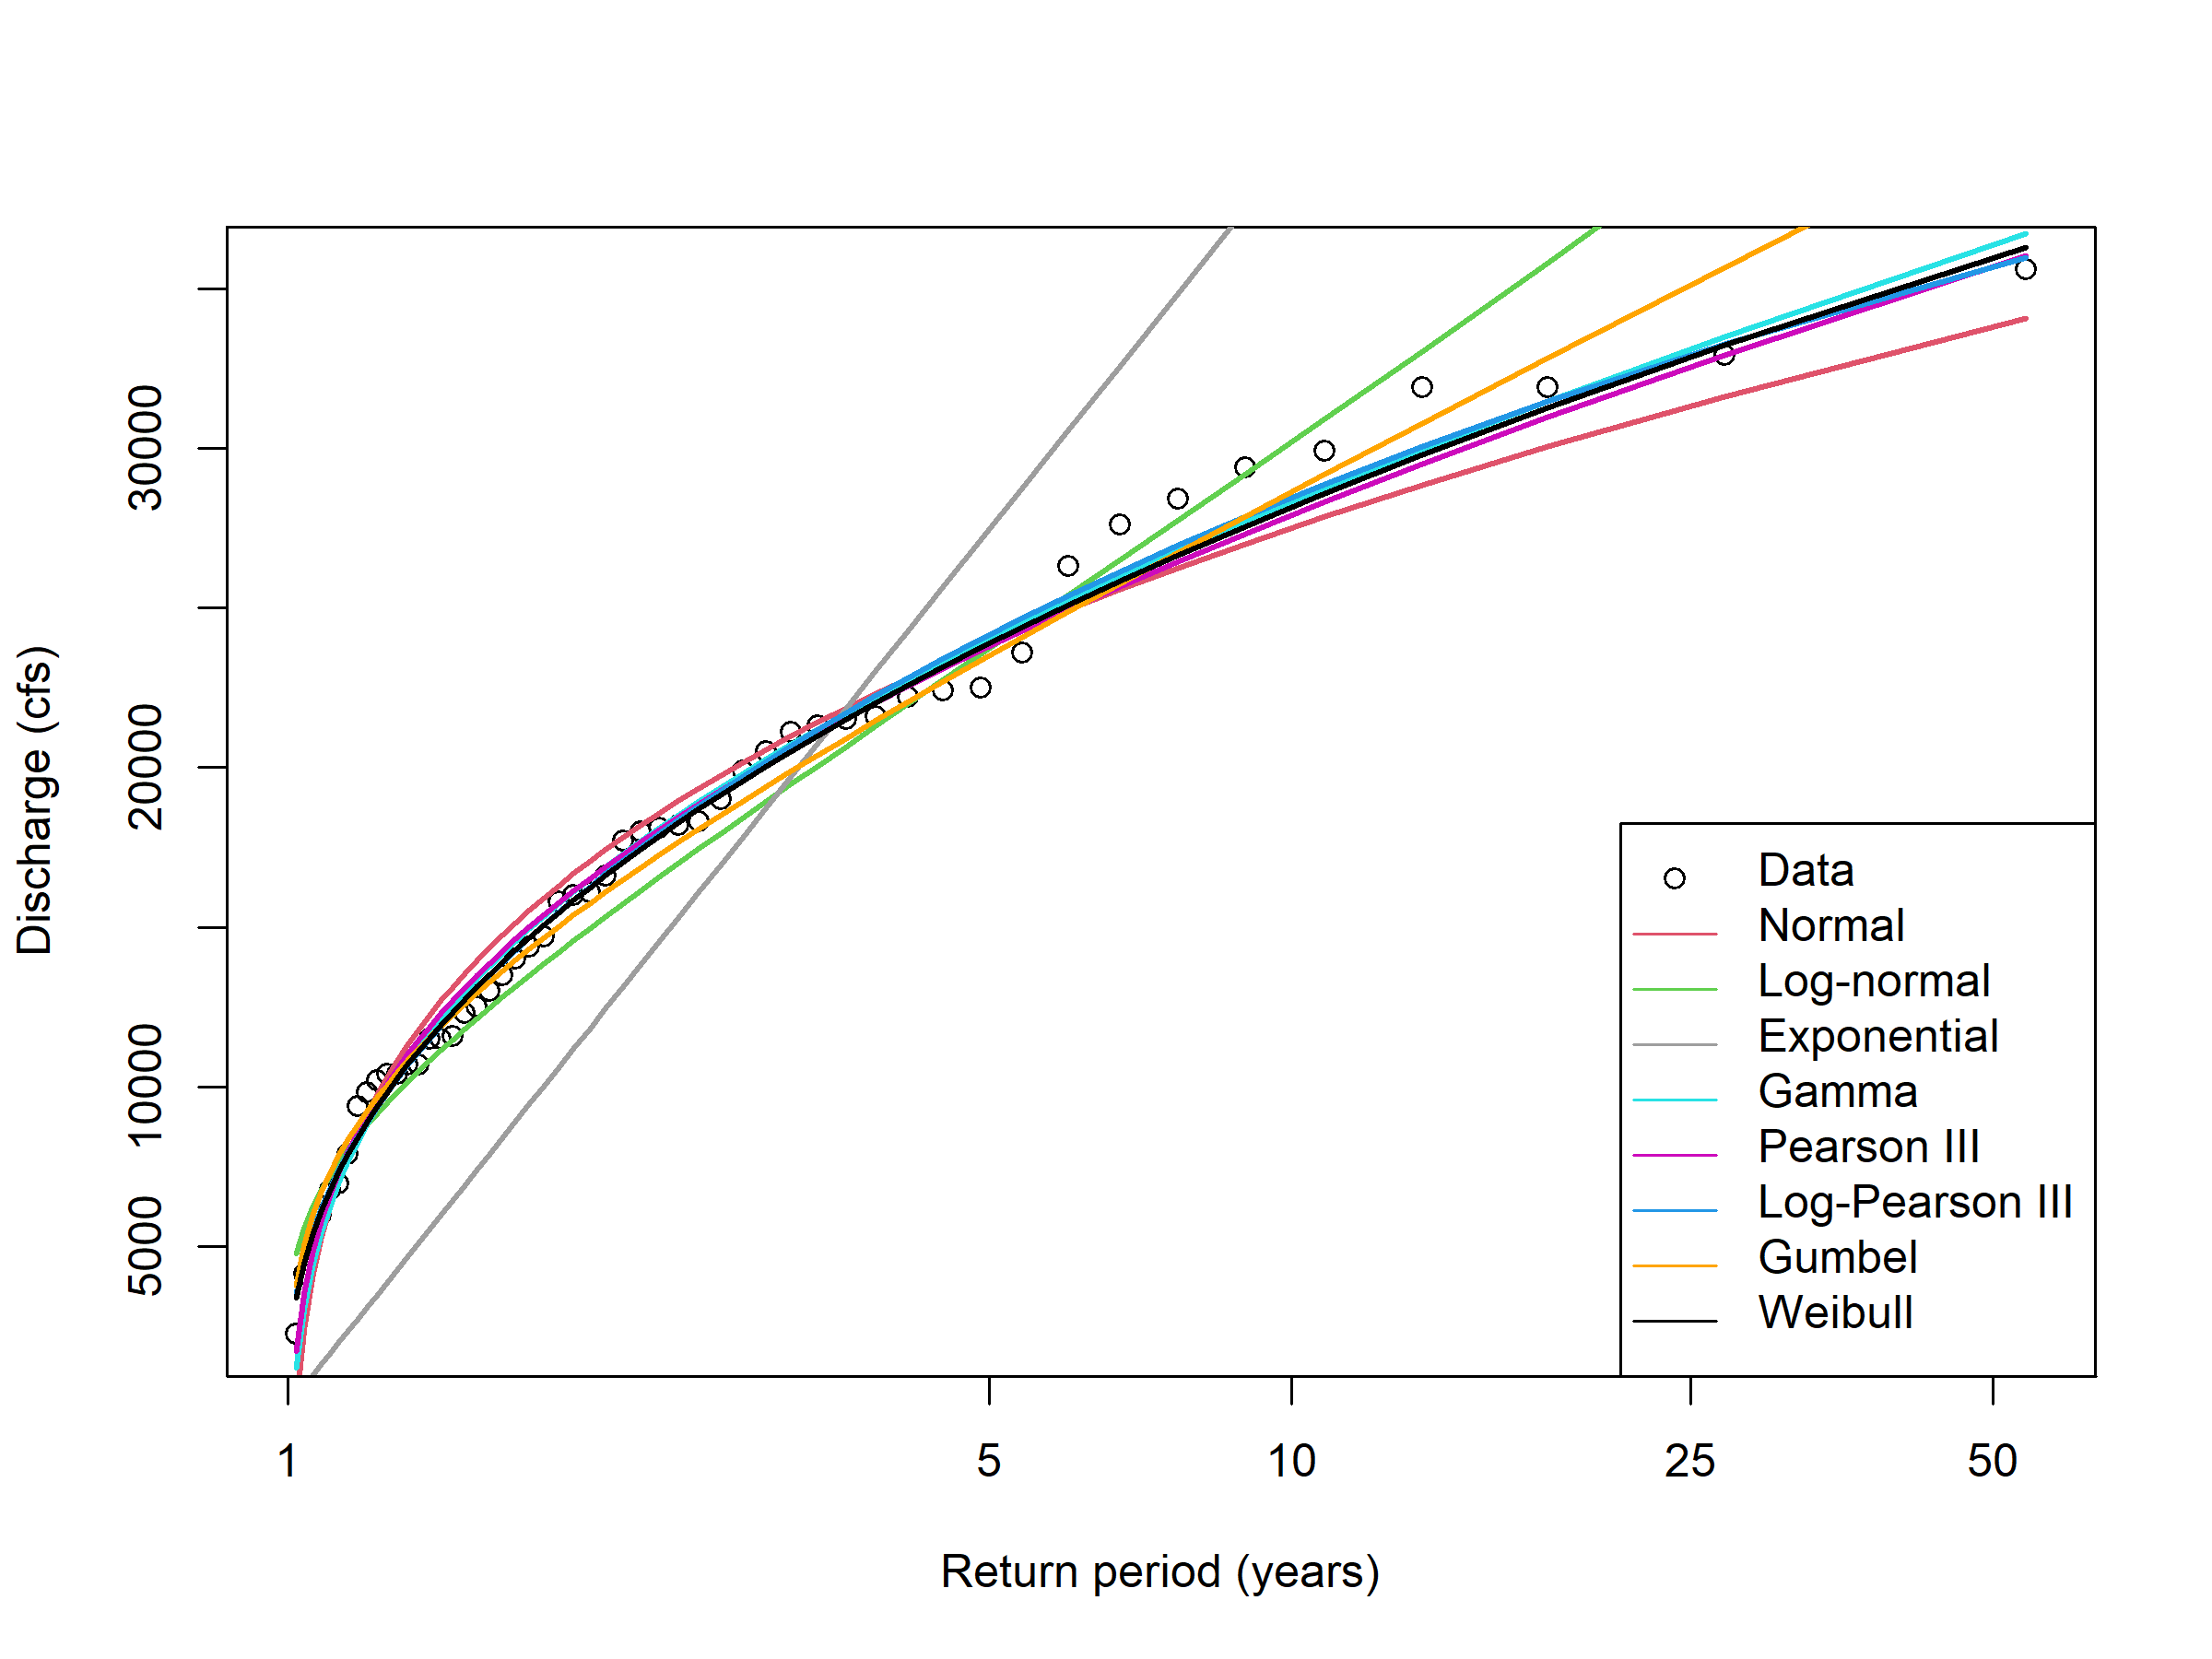 Discharge (cfs)
30000
20000
10000
5000
1
5
10
25
50
Return period (years)
Data
Normal
Log-normal
Exponential
Gamma
Pearson III
Log-Pearson III
Gumbel
Weibull